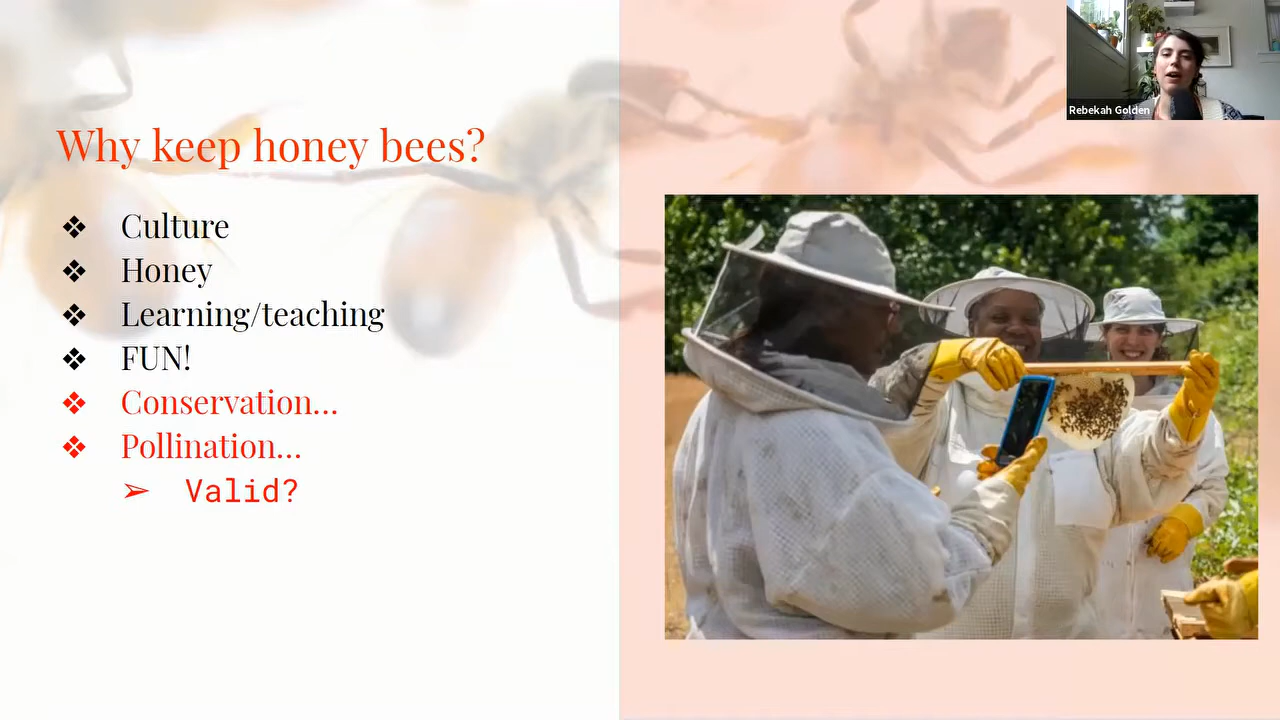 Why keep honey bees?
❖ Culture
❖ Honey
❖ Learning/teaching
❖ FUN!
❖ Conservation...
❖ Pollination...
➢ Valid?
Rebekah Golden